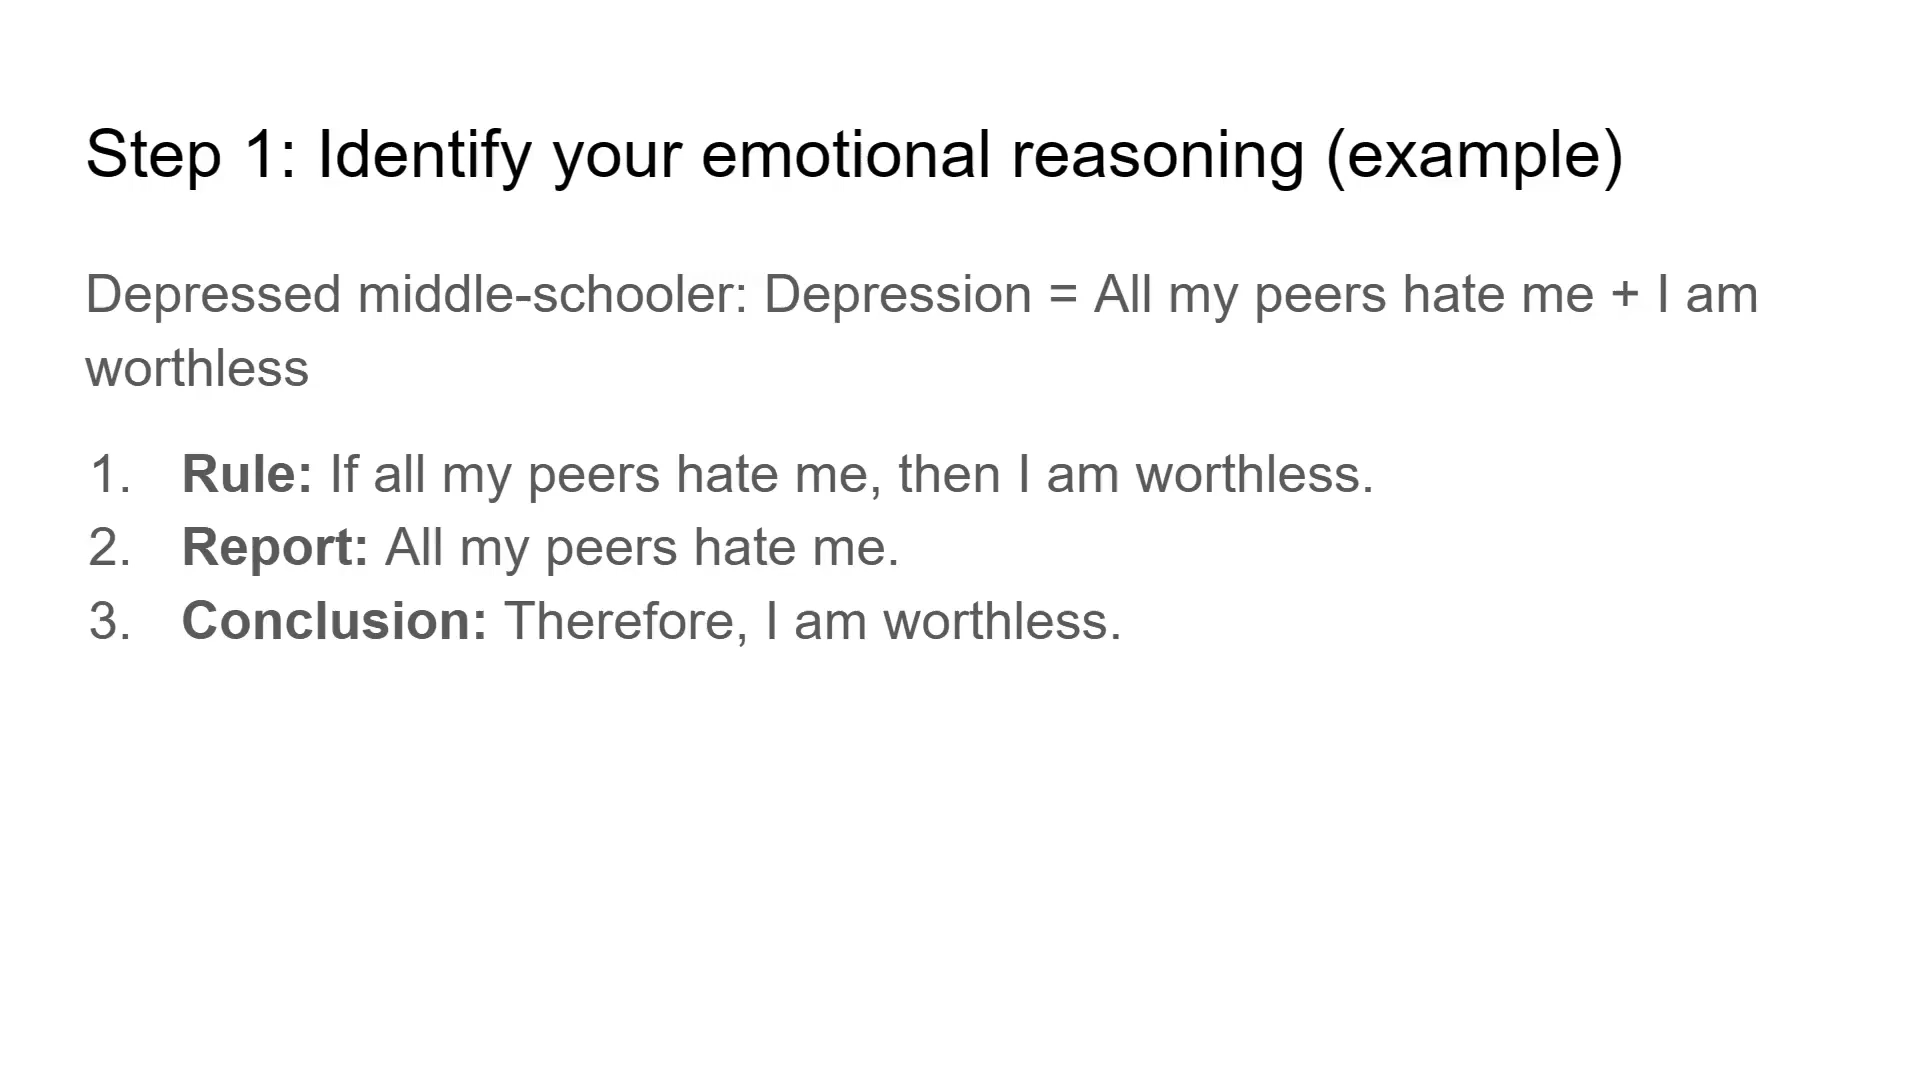 Step 1: Identify your emotional reasoning (example)
Depressed middle-schooler: Depression = All my peers hate me + I am
worthless
1. Rule: If all my peers hate me, then I am worthless.
2. Report: All my peers hate me.
3. Conclusion: Therefore, I am worthless.